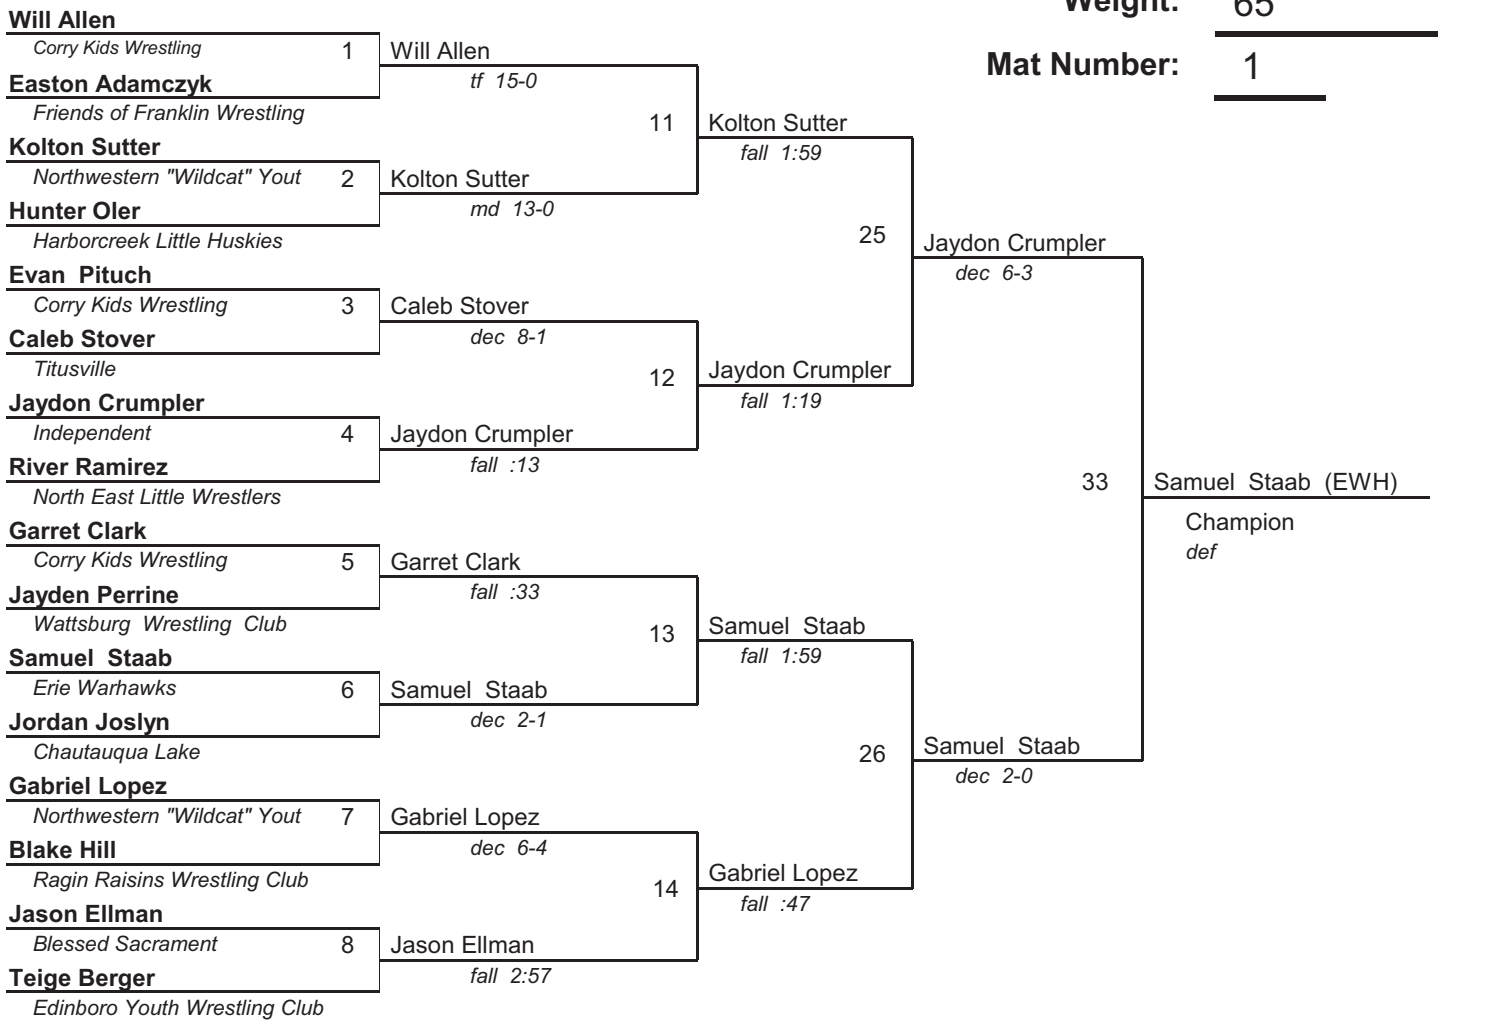 Weight: 65
Mat Number: 1
Will Allen
Corry Kids Wrestling 1
Easton Adamczyk
Friends of Franklin Wrestling
Kolton Sutter
Northwestern "Wildcat" Yout 2
Hunter Oler
Harborcreek Little Huskies
Evan Pituch
Corry Kids Wrestling 3
Caleb Stover
Titusville
Jaydon Crumpler
Independent 4
River Ramirez
North East Little Wrestlers
Garret Clark
Corry Kids Wrestling 5
Jayden Perrine
Wattsburg Wrestling Club
Samuel Staab
Erie Warhawks 6
Jordan Joslyn
Chautauqua Lake
Gabriel Lopez
Northwestern "Wildcat" Yout 7
Blake Hill
Ragin Raisins Wrestling Club
Jason Ellman
Blessed Sacrament 8
Teige Berger
Edinboro Youth Wrestling Club
Will Allen
tf 15-0
11
Kolton Sutter
md 13-0
Caleb Stover
dec 8-1
12
Jaydon Crumpler
fall :13
Garret Clark
fall :33
13
Samuel Staab
dec 2-1
Gabriel Lopez
dec 6-4
14
Jason Ellman
fall 2:57
Kolton Sutter
fall 1:59
25
Jaydon Crumpler
fall 1:19
Samuel Staab
fall 1:59
26
Gabriel Lopez
fall :47
Jaydon Crumpler
dec 6-3
33
Samuel Staab
dec 2-0
Samuel Staab (EWH)
Champion
def